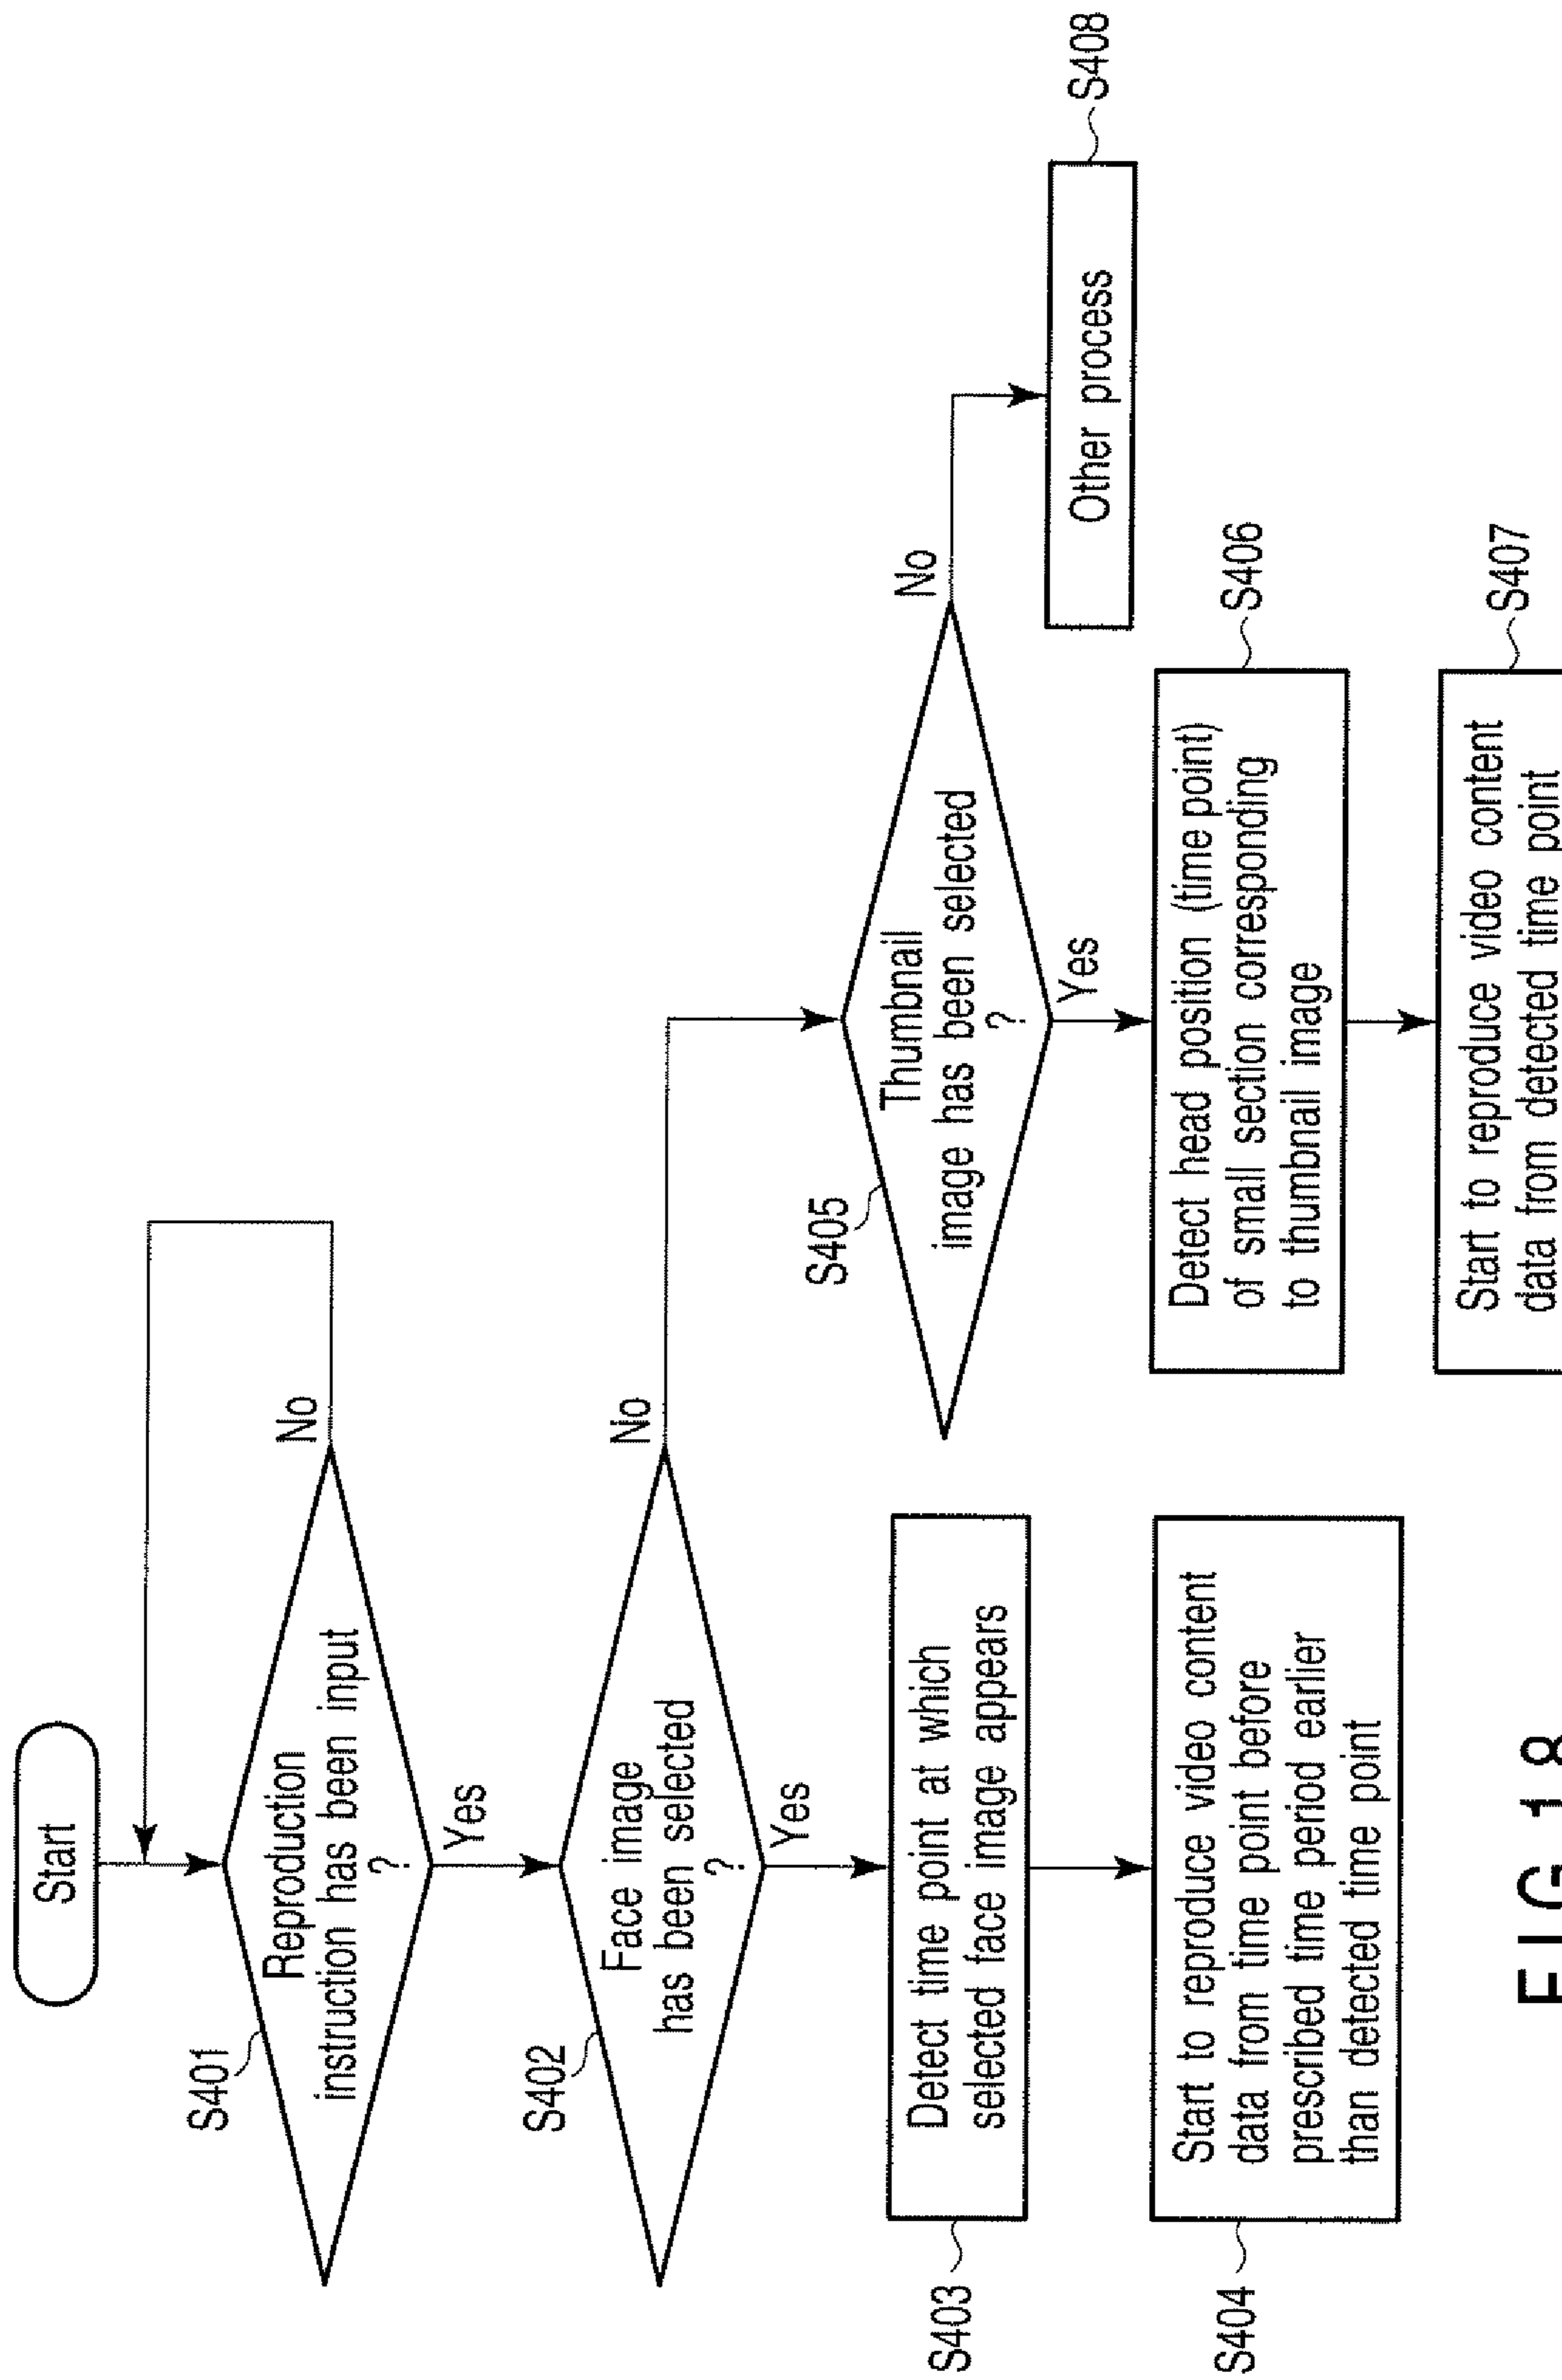 Start
S401
Reproduction
instruction has been input
?
No
Yes
S402
Face image
has been selected
?
No
Yes
S403
Detect time point at which
selected face image appears
S404
Start to reproduce video content
data from time point before
prescribed time period earlier
than detected time point
S405
Thumbnail
image has been selected
?
No
Yes
S408
Other process
S406
Detect head position (time point)
of small section corresponding
to thumbnail image
S407
Start to reproduce video content
data from detected time point
FIG. 18